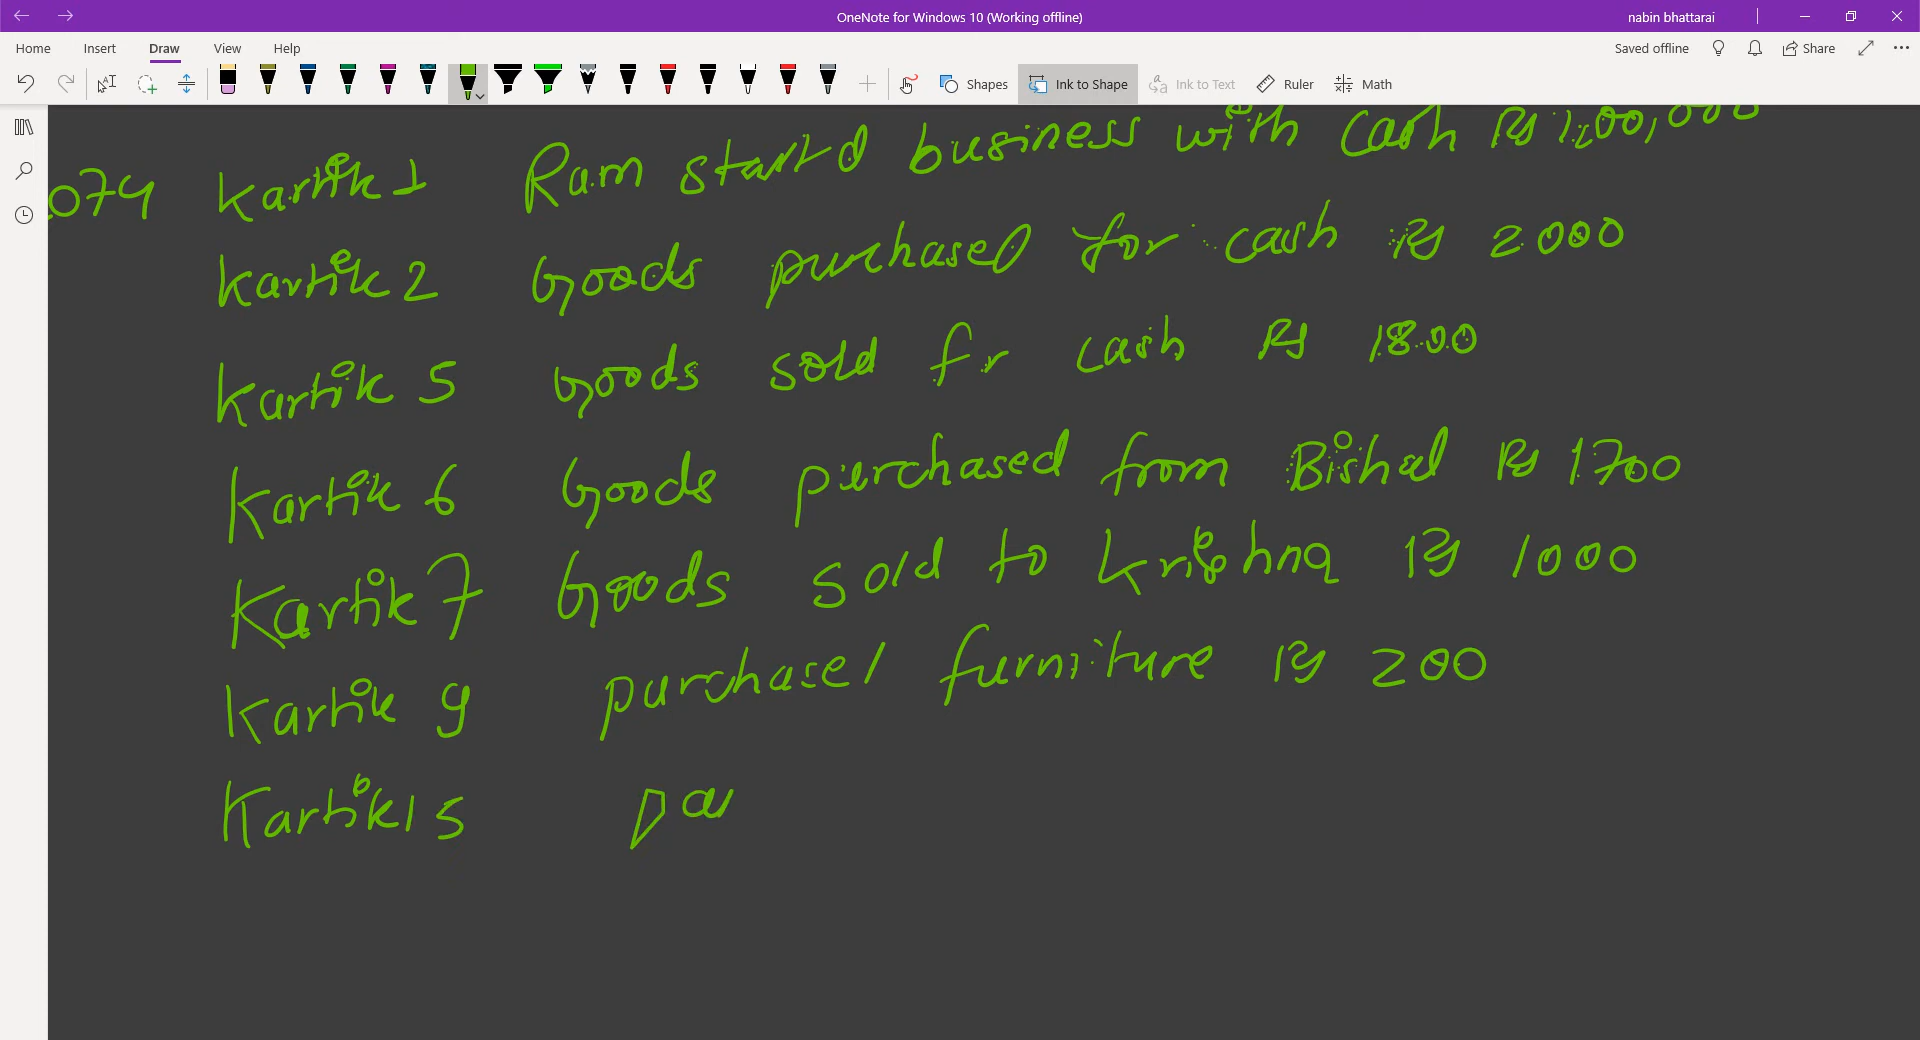 OneNote for Windows 10 (Working offline)
nabin bhattarai
Home Insert Draw View Help
Saved offline Share
Shapes Ink to Shape Ink to Text Ruler Math
074 Kartik 1 Ram startd business with cash Rs 1,00,000
Kartik 2 Goods purchased for cash Rs 2000
Kartik 5 Goods sold fr cash Rs 1800
Kartik 6 Goods purchased from Bishal Rs 1700
Kartik 7 Goods sold to Krishna Rs 1000
Kartik 9 purchased furniture Rs 200
Kartik 15 pa